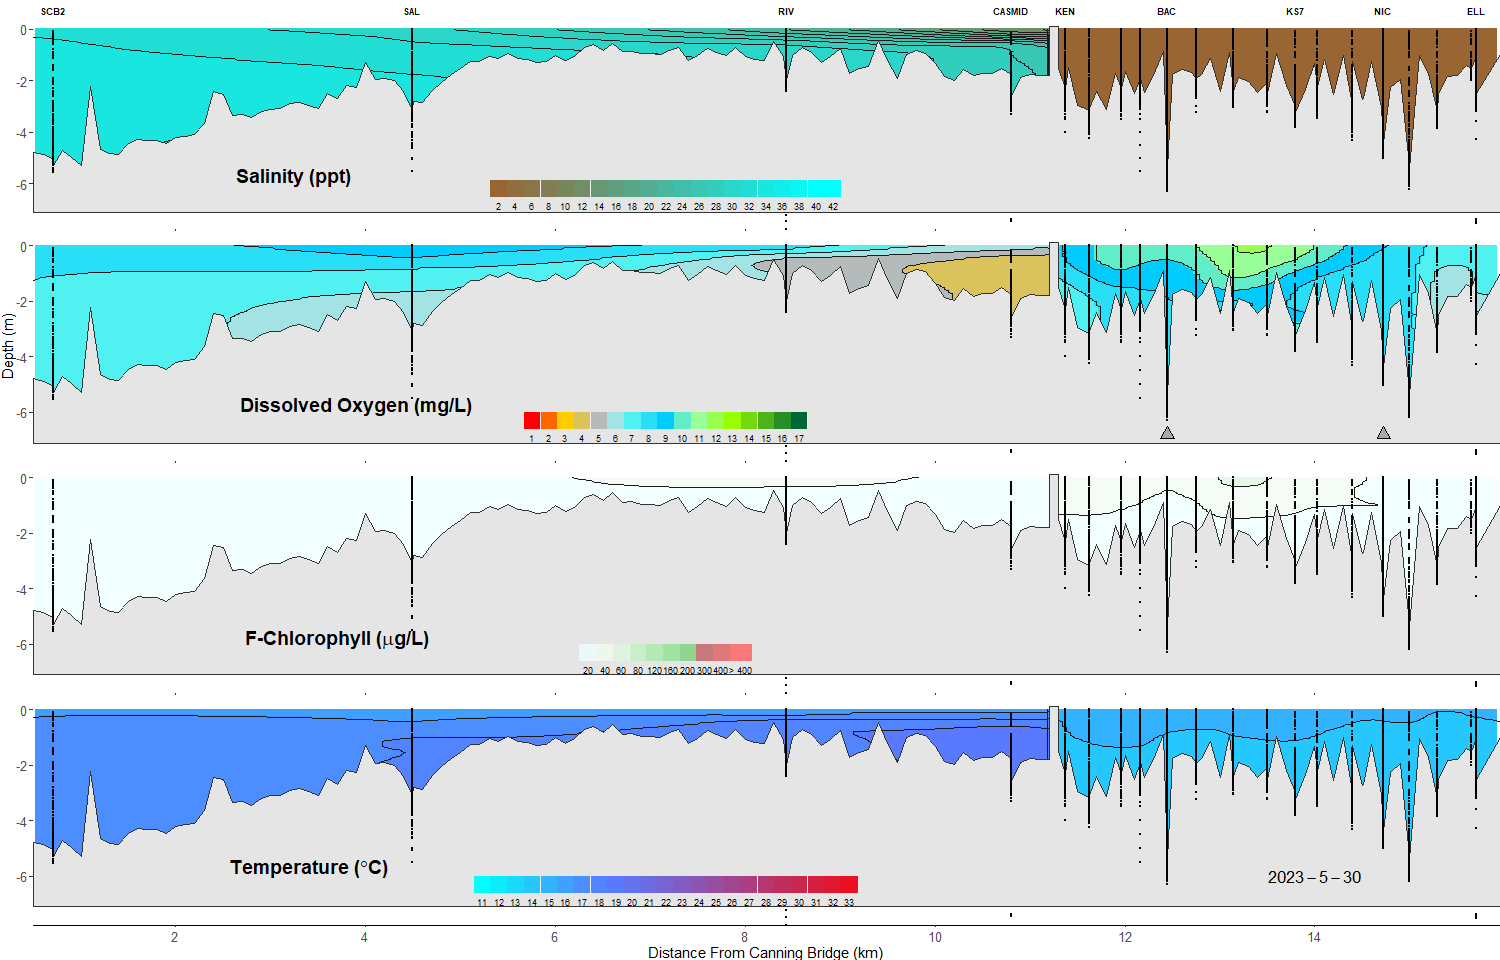 SCB2 SAL RIV CASMID KEN BAC KS7 NIC ELL
0
-2
-4
-6
Salinity (ppt)
2 4 6 8 10 12 14 16 18 20 22 24 26 28 30 32 34 36 38 40 42
0
-2
-4
-6
Depth (m)
Dissolved Oxygen (mg/L)
1 2 3 4 5 6 7 8 9 10 11 12 13 14 15 16 17
0
-2
-4
-6
F-Chlorophyll (μg/L)
20 40 60 80 120 160 200 300 400 > 400
0
-2
-4
-6
Temperature (°C)
2023 – 5 – 30
11 12 13 14 15 16 17 18 19 20 21 22 23 24 25 26 27 28 29 30 31 32 33
2 4 6 8 10 12 14
Distance From Canning Bridge (km)